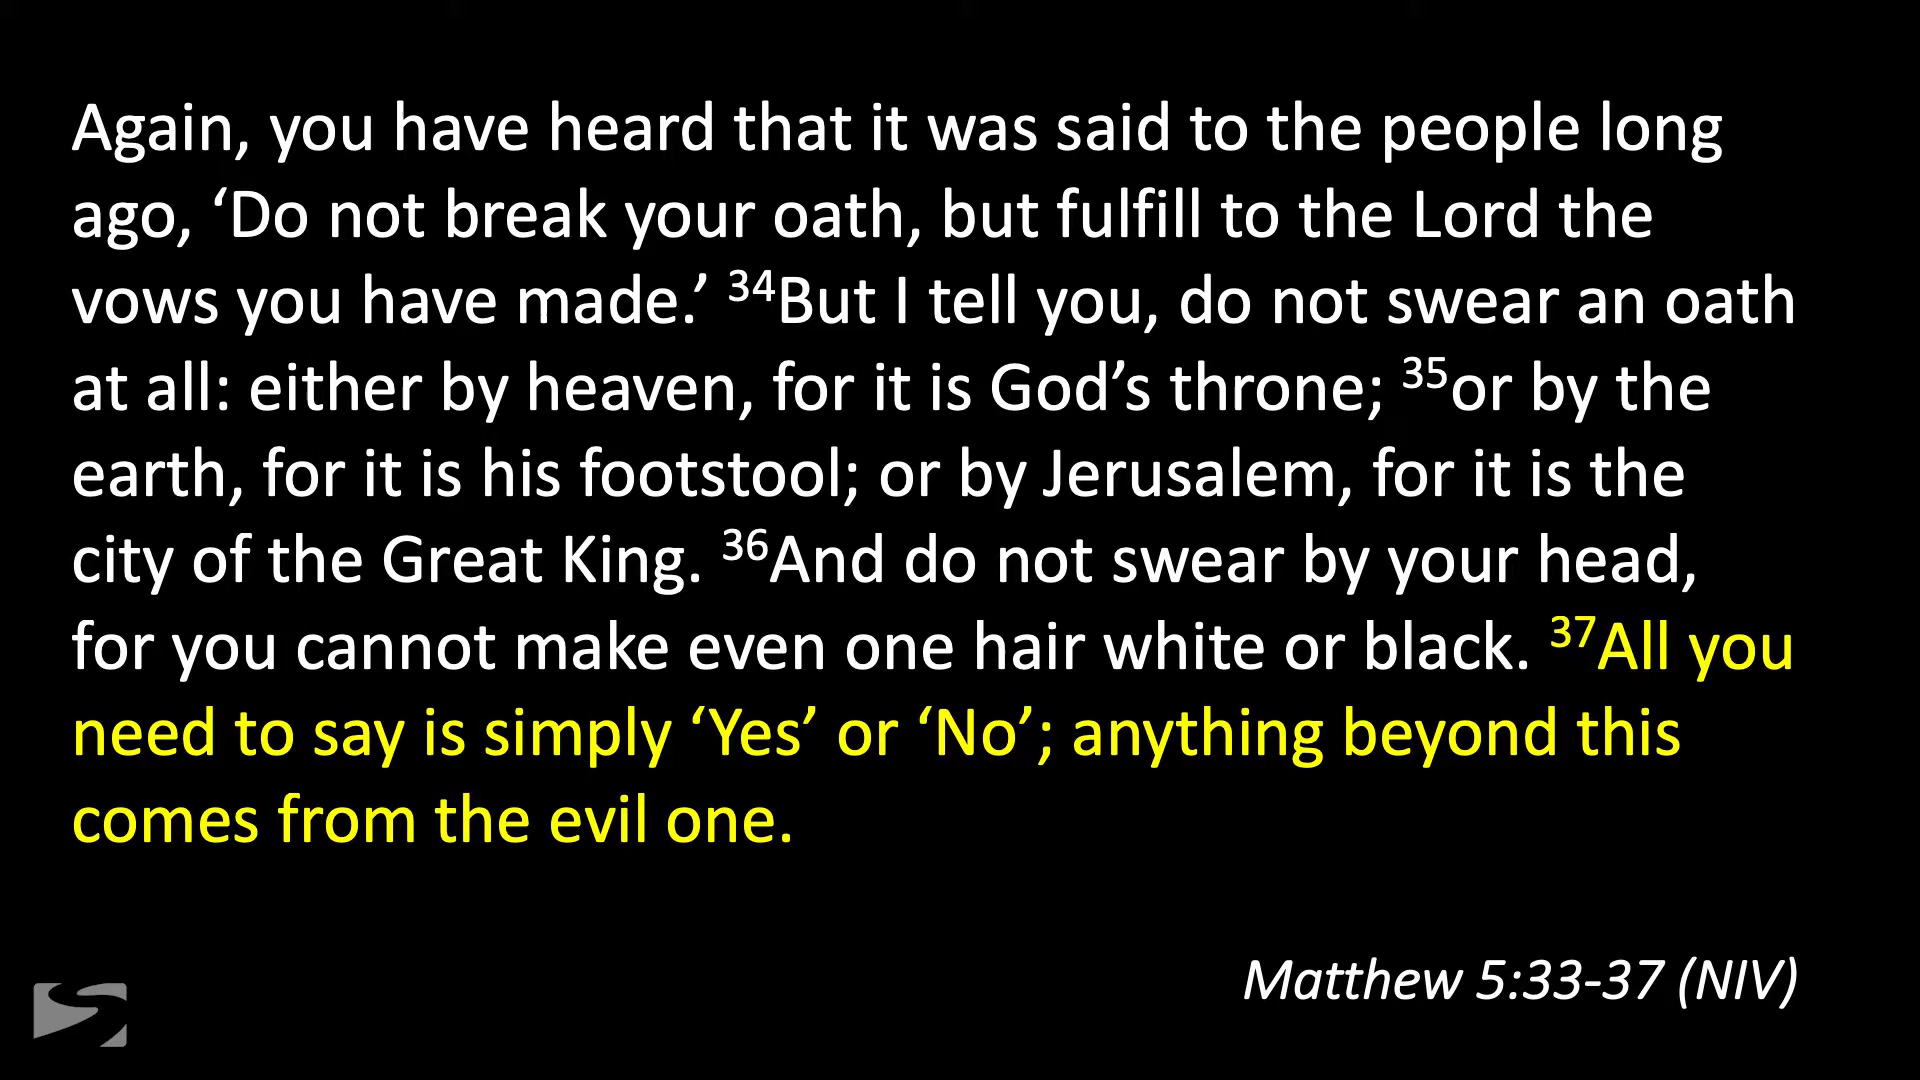 Again, you have heard that it was said to the people long
ago, ‘Do not break your oath, but fulfill to the Lord the
vows you have made.’ 34But I tell you, do not swear an oath
at all: either by heaven, for it is God’s throne; 35or by the
earth, for it is his footstool; or by Jerusalem, for it is the
city of the Great King. 36And do not swear by your head,
for you cannot make even one hair white or black. 37All you
need to say is simply ‘Yes’ or ‘No’; anything beyond this
comes from the evil one.
Matthew 5:33-37 (NIV)